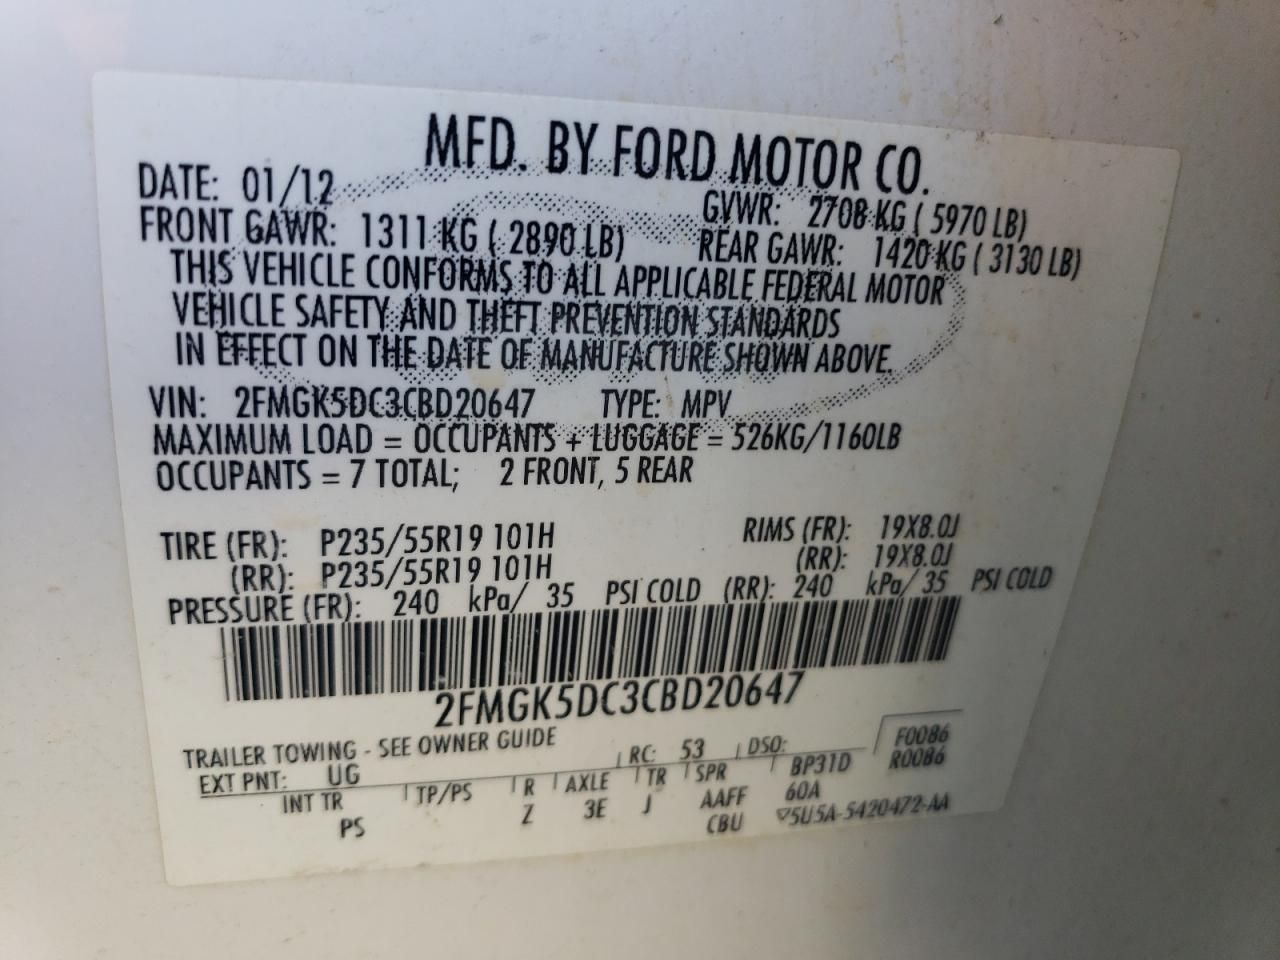 MFD. BY FORD MOTOR CO.
DATE: 01/12 GVWR: 2708 KG ( 5970 LB)
FRONT GAWR: 1311 KG ( 2890 LB) REAR GAWR: 1420 KG ( 3130 LB)
THIS VEHICLE CONFORMS TO ALL APPLICABLE FEDERAL MOTOR
VEHICLE SAFETY AND THEFT PREVENTION STANDARDS
IN EFFECT ON THE DATE OF MANUFACTURE SHOWN ABOVE.
VIN: 2FMGK5DC3CBD20647 TYPE: MPV
MAXIMUM LOAD = OCCUPANTS + LUGGAGE = 526KG/1160LB
OCCUPANTS = 7 TOTAL; 2 FRONT, 5 REAR
TIRE (FR): P235/55R19 101H RIMS (FR): 19X8.0J
(RR): P235/55R19 101H (RR): 19X8.0J
PRESSURE (FR): 240 kPa/ 35 PSI COLD (RR): 240 kPa/ 35 PSI COLD
2FMGK5DC3CBD20647
TRAILER TOWING - SEE OWNER GUIDE
EXT PNT: UG RC: 53 DSO: F0086
INT TR TP/PS R AXLE TR SPR BP31D R0086
PS Z 3E J AAFF 60A
CBU ▽5U5A-5420472-AA